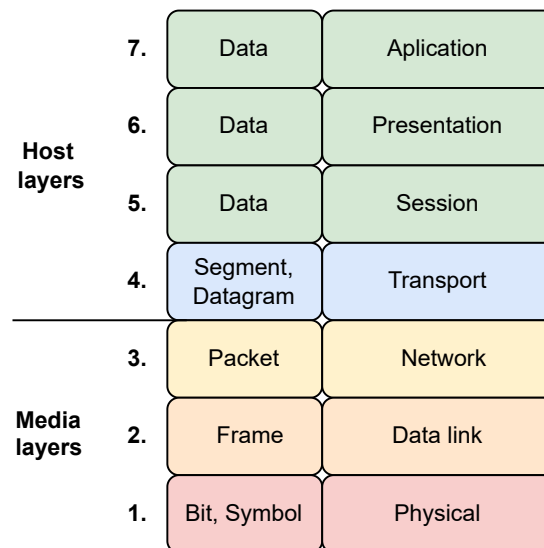 7. Data Aplication
6. Data Presentation
Host
layers
5. Data Session
4. Segment,
Datagram Transport
3. Packet Network
Media
layers
2. Frame Data link
1. Bit, Symbol Physical